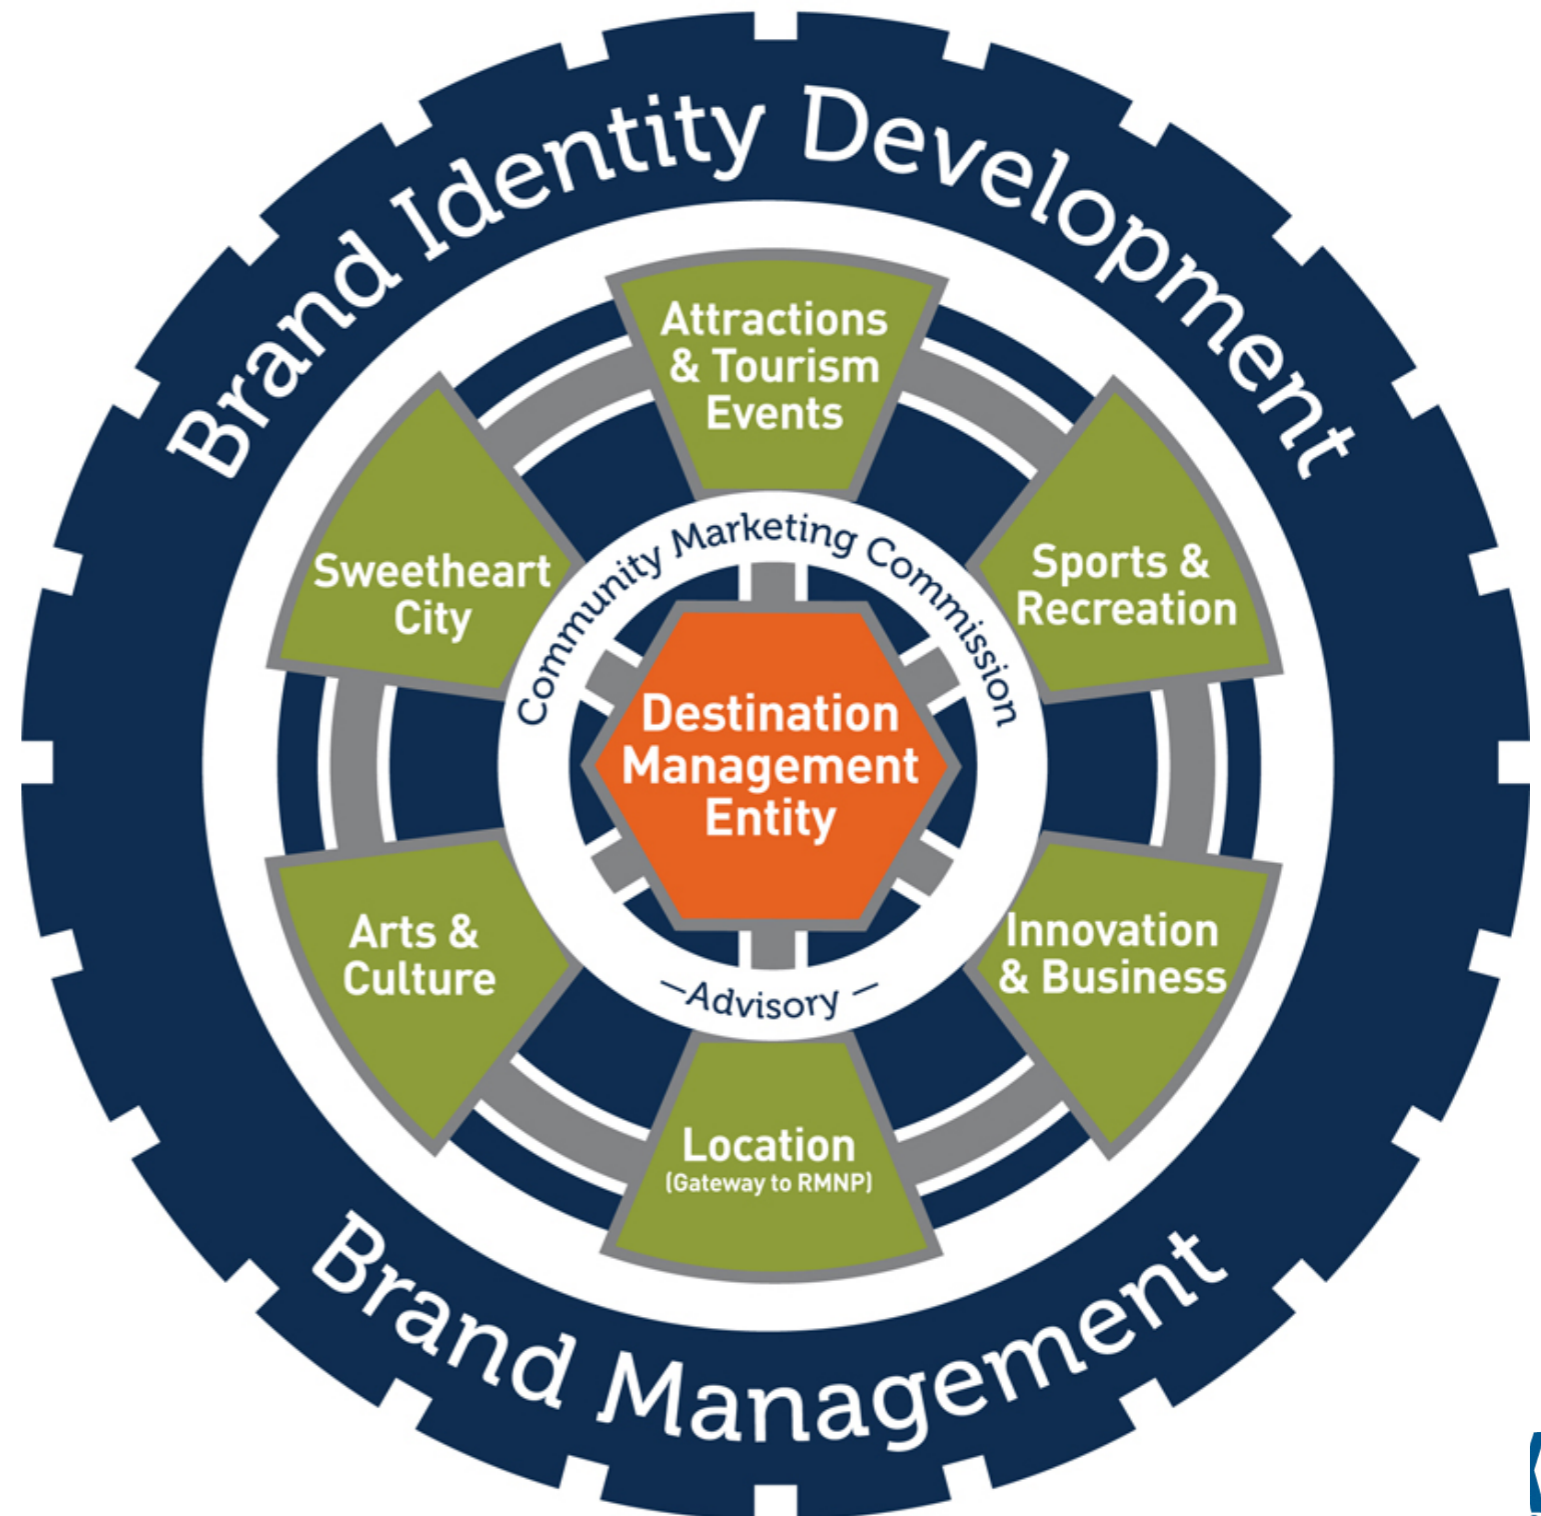 Brand Identity Development
Attractions
& Tourism
Events
Sports &
Recreation
Innovation
& Business
Location
(Gateway to RMNP)
Arts &
Culture
Sweetheart
City
Community Marketing Commission
—Advisory —
Destination
Management
Entity
Brand Management